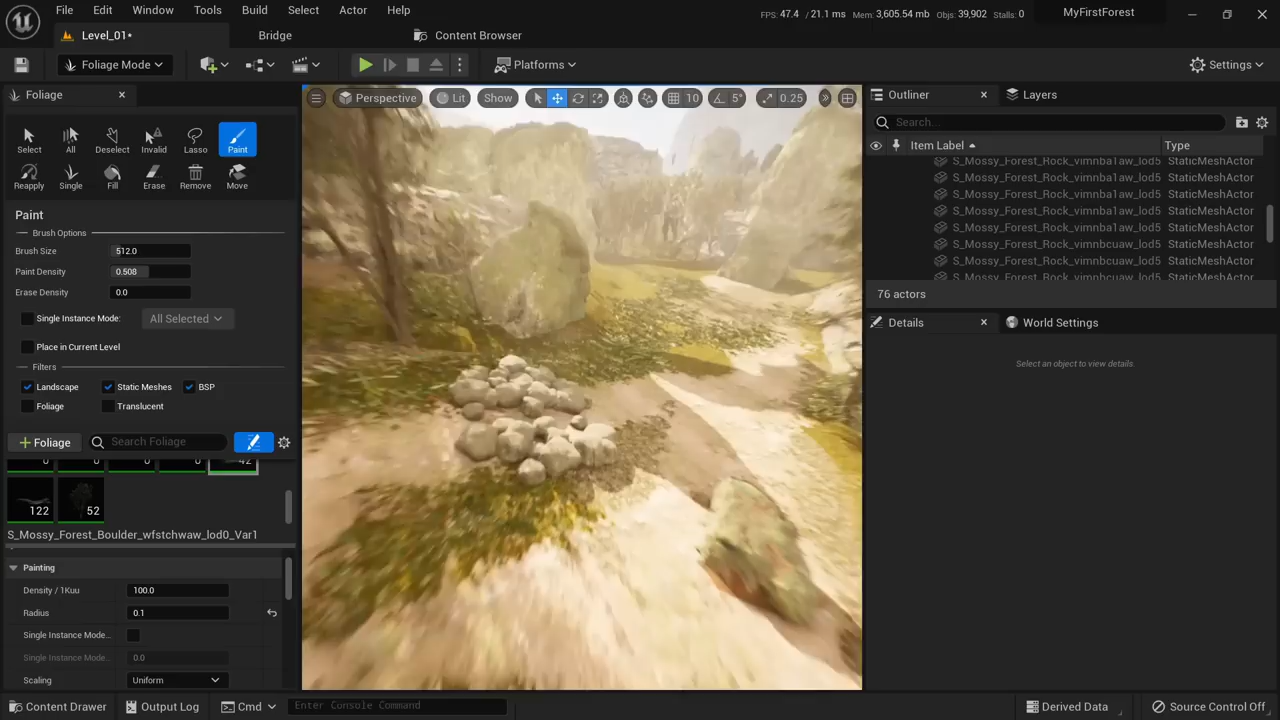 File Edit Window Tools Build Select Actor Help
FPS: 47.4 / 21.1 ms Mem: 3,605.54 mb Objs: 39,902 Stalls: 0 MyFirstForest
Level_01• Bridge Content Browser
Foliage Mode Platforms Settings
Foliage Perspective Lit Show 10 5° 0.25 Outliner Layers
Search...
Item Label Type
Select All Deselect Invalid Lasso Paint
Reapply Single Fill Erase Remove Move
S_Mossy_Forest_Rock_vimnba1aw_lod5 StaticMeshActor
S_Mossy_Forest_Rock_vimnba1aw_lod5 StaticMeshActor
S_Mossy_Forest_Rock_vimnba1aw_lod5 StaticMeshActor
S_Mossy_Forest_Rock_vimnba1aw_lod5 StaticMeshActor
S_Mossy_Forest_Rock_vimnba1aw_lod5 StaticMeshActor
S_Mossy_Forest_Rock_vimnbcuaw_lod5 StaticMeshActor
S_Mossy_Forest_Rock_vimnbcuaw_lod5 StaticMeshActor
S_Mossy_Forest_Rock_vimnbcuaw_lod5 StaticMeshActor
76 actors
Paint
Brush Options
Brush Size 512.0
Paint Density 0.508
Erase Density 0.0
Single Instance Mode: All Selected
Place in Current Level
Filters
Landscape Static Meshes BSP
Foliage Translucent
Details World Settings
Select an object to view details
Foliage Search Foliage
0 0 0 0 42
122 52
S_Mossy_Forest_Boulder_wfstchwaw_lod0_Var1
Painting
Density / 1Kuu 100.0
Radius 0.1
Single Instance Mode..
Single Instance Mode.. 0.0
Scaling Uniform
Content Drawer Output Log Cmd Enter Console Command Derived Data Source Control Off